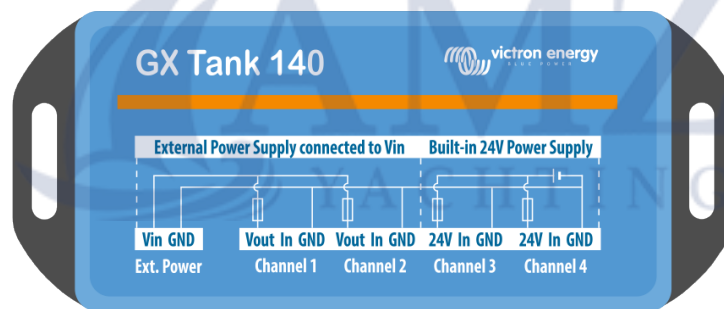 GX Tank 140
victron energy
BLUE POWER
External Power Supply connected to Vin
Built-in 24V Power Supply
Vin GND
Vout In GND
Vout In GND
24V In GND
24V In GND
Ext. Power
Channel 1
Channel 2
Channel 3
Channel 4
AMZ
YACHTING